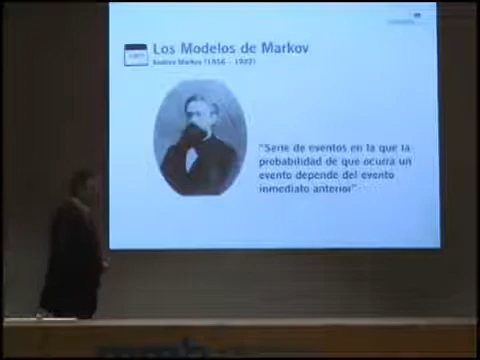 Los Modelos de Markov
Andrei Markov (1856 – 1922)
"Serie de eventos en la que la
probabilidad de que ocurra un
evento depende del evento
inmediato anterior"